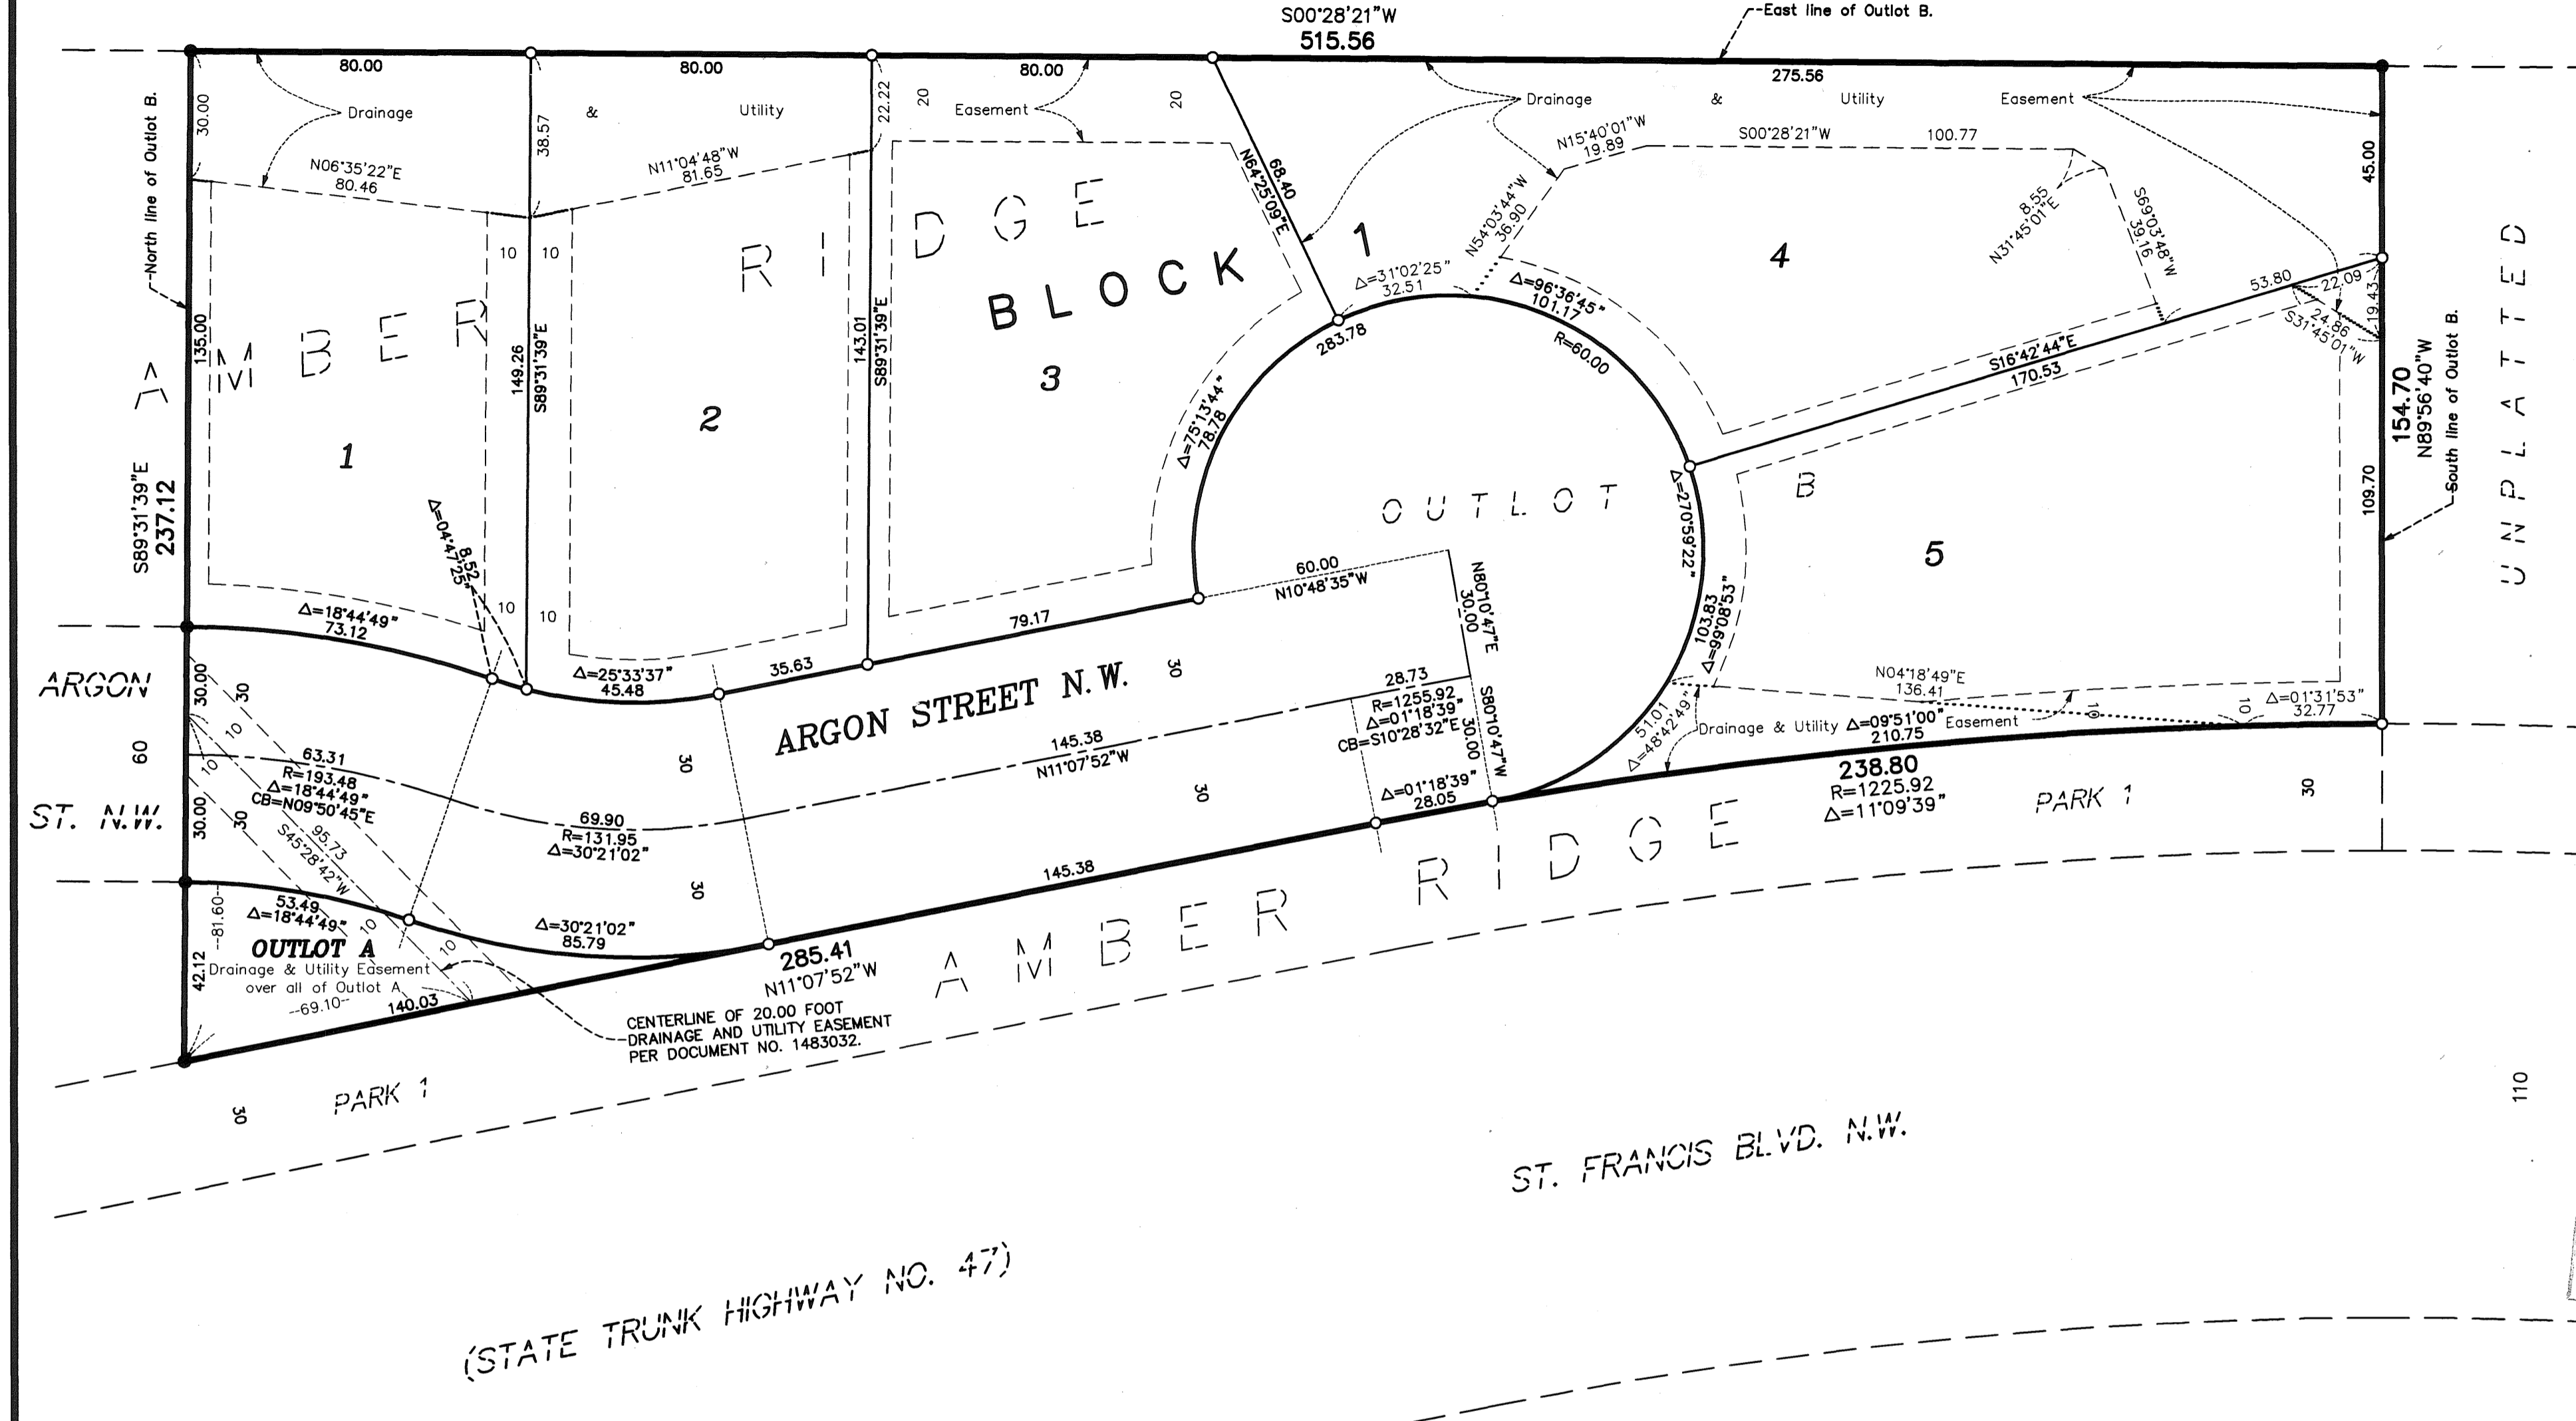 S00°28'21"W
515.56
East line of Outlot B.
80.00
80.00
80.00
275.56
30.00
Drainage
38.57
&
Utility
22.22
20
Easement
20
Drainage
&
Utility
Easement
N06°35'22"E
80.46
N11°04'48"W
81.65
N15°40'01"W
19.89
S00°28'21"W 100.77
45.00
North line of Outlot B.
68.40
N64°25'09"E
N54°03'44"W
36.90
8.55
N31°45'01"E
S69°03'48"W
39.16
10
10
A M B E R R I D G E
BLOCK 1
Δ=31°02'25"
32.51
Δ=96°36'45"
101.17
283.78
R=60.00
4
53.80
22.09
19.43
24.86
S31°45'01"W
S16°42'44"E
170.53
135.00
149.26
S89°31'39"E
143.01
S89°31'39"E
1
2
3
Δ=75°13'44"
78.78
154.70
N89°56'40"W
South line of Outlot B.
UNPLATTED
109.70
S89°31'39"E
237.12
OUTLOT B
Δ=270°59'22"
5
Δ=04°47'25"
8.52
60.00
N10°48'35"W
N80°10'47"E
30.00
103.83
Δ=99°08'53"
10
10
Δ=18°44'49"
73.12
79.17
Δ=25°33'37"
45.48
35.63
ARGON
60
ST. N.W.
30.00
30
10
10
ARGON STREET N.W.
30
28.73
R=1255.92
Δ=01°18'39"
CB=S10°28'32"E
S80°10'47"W
30.00
51.01
Δ=48°42'49"
N04°18'49"E
136.41
Drainage & Utility Easement
Δ=09°51'00"
210.75
10
10
Δ=01°31'53"
32.77
63.31
R=193.48
Δ=18°44'49"
CB=N09°50'45"E
30
145.38
N11°07'52"W
30
Δ=01°18'39"
28.05
238.80
R=1225.92
Δ=11°09'39"
PARK 1
30
30.00
30
95.73
S45°28'42"W
69.90
R=131.95
Δ=30°21'02"
30
145.38
AMBER RIDGE
--81.60--
53.49
Δ=18°44'49"
10
10
Δ=30°21'02"
85.79
42.12
OUTLOT A
Drainage & Utility Easement
over all of Outlot A
--69.10--
140.03
285.41
N11°07'52"W
CENTERLINE OF 20.00 FOOT
DRAINAGE AND UTILITY EASEMENT
PER DOCUMENT NO. 1483032.
30
PARK 1
110
ST. FRANCIS BLVD. N.W.
(STATE TRUNK HIGHWAY NO. 47)